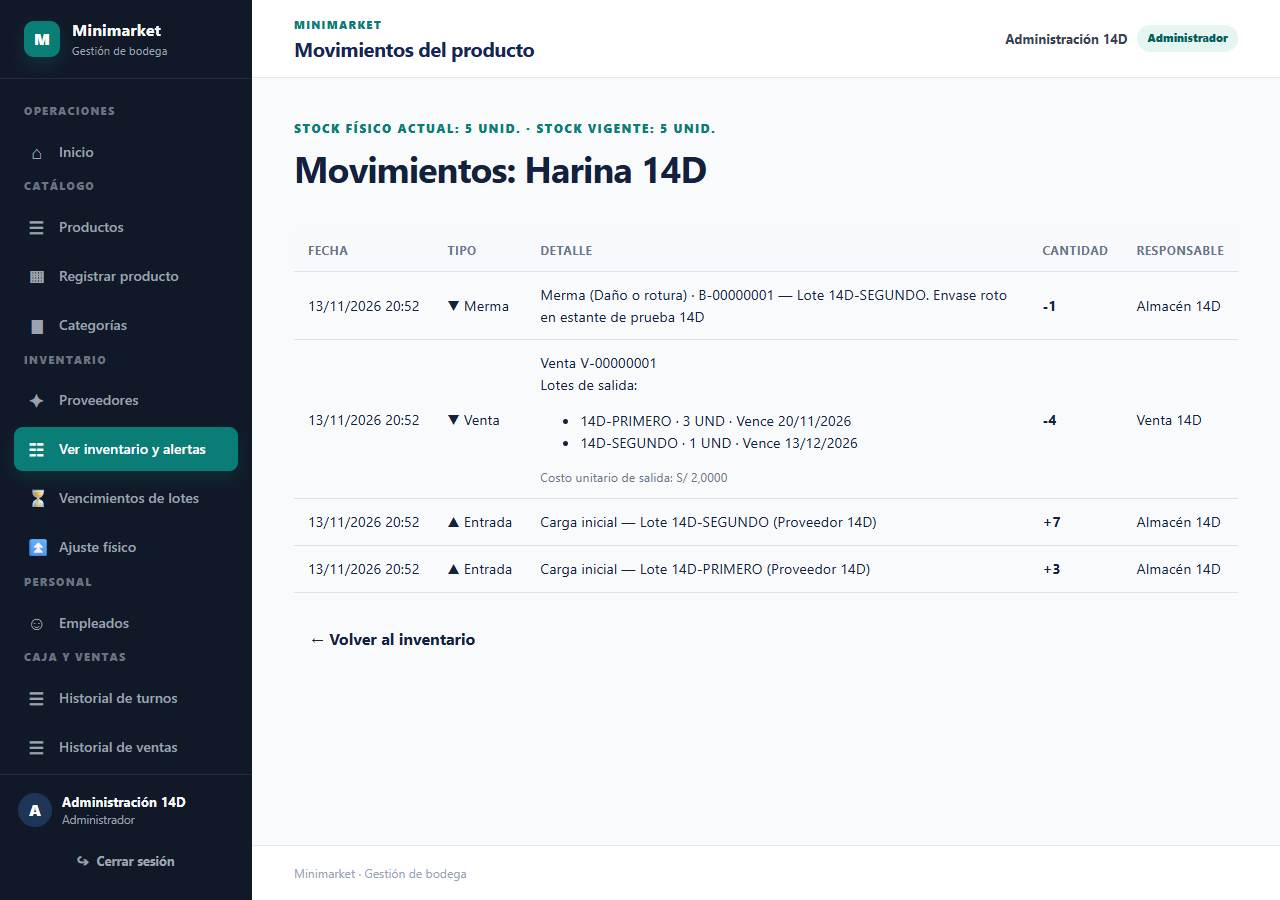 M
Minimarket
Gestión de bodega
OPERACIONES
Inicio
CATÁLOGO
Productos
Registrar producto
Categorías
INVENTARIO
Proveedores
Ver inventario y alertas
Vencimientos de lotes
Ajuste físico
PERSONAL
Empleados
CAJA Y VENTAS
Historial de turnos
Historial de ventas
A
Administración 14D
Administrador
Cerrar sesión
MINIMARKET
Movimientos del producto
Administración 14D
Administrador
STOCK FÍSICO ACTUAL: 5 UNID. · STOCK VIGENTE: 5 UNID.
Movimientos: Harina 14D
FECHA TIPO DETALLE CANTIDAD RESPONSABLE
13/11/2026 20:52 ▼ Merma Merma (Daño o rotura) · B-00000001 — Lote 14D-SEGUNDO. Envase roto
en estante de prueba 14D -1 Almacén 14D
Venta V-00000001
Lotes de salida:
13/11/2026 20:52 ▼ Venta • 14D-PRIMERO · 3 UND · Vence 20/11/2026 -4 Venta 14D
• 14D-SEGUNDO · 1 UND · Vence 13/12/2026
Costo unitario de salida: S/ 2,0000
13/11/2026 20:52 ▲ Entrada Carga inicial — Lote 14D-SEGUNDO (Proveedor 14D) +7 Almacén 14D
13/11/2026 20:52 ▲ Entrada Carga inicial — Lote 14D-PRIMERO (Proveedor 14D) +3 Almacén 14D
← Volver al inventario
Minimarket · Gestión de bodega